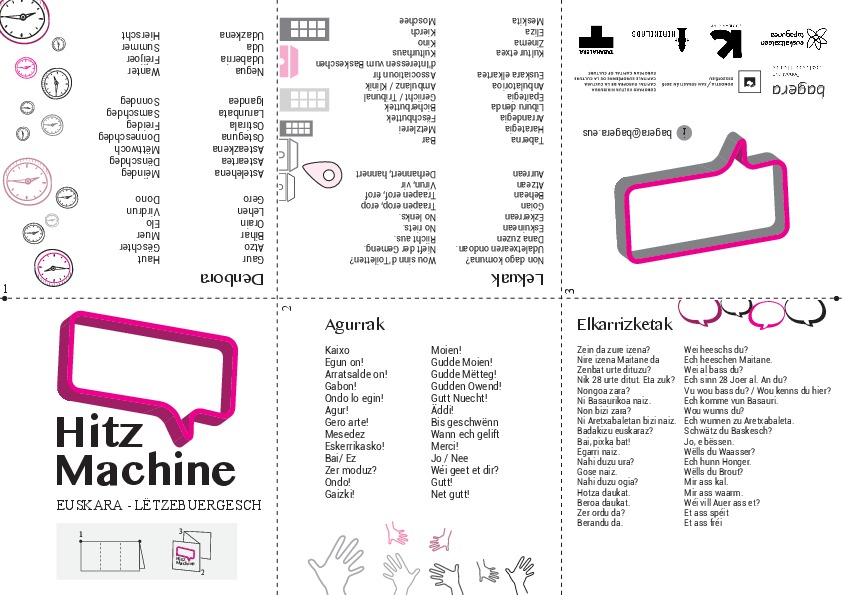 Denbora
Gaur Haut
Atzo Gëschter
Bihar Muer
Orain Elo
Lehen Virdrun
Gero Dono
Astelehena Méindeg
Asteartea Dënschdeg
Asteazkena Mëttwoch
Osteguna Donneschdeg
Ostirala Freideg
Larunbata Samschdeg
Igandea Sonndeg
Negua Wanter
Udaberria Fréijoer
Uda Summer
Udazkena Hierscht
1
Lekuak
Non dago komuna? Wou sinn d'Toiletten?
Udaletxearen ondoan. Nieft der Gemeng.
Dana zuzen Riicht aus.
Eskuinean No riets.
Ezkerrean No lenks.
Goian Traapen erop, erop
Behean Traapen erof, erof
Atzean Virun, vir
Aurrean Derhannert, hannert
Taberna Bar
Harategia Metzlerei
Arrandegia Fëschbuttek
Liburu denda Bicherbuttek
Epaitegia Gericht / Tribunal
Anbulatorioa Ambulanz / Klinik
Euskara elkartea Associatioun fir
d'Interessen vum Baskeschen
Kultur etxea Kulturhaus
Zinema Kino
Eliza Kierch
Meskita Moschee
3
i bagera@bagera.eus
bagera
euskaltzaleen
topagunea
TABAKALERA
Hitz
Machine
EUSKARA - LËTZEBUERGESCH
1
3
Hitz
Machine
2
2
Agurrak
Kaixo Moien!
Egun on! Gudde Moien!
Arratsalde on! Gudde Mëtteg!
Gabon! Gudden Owend!
Ondo lo egin! Gutt Nuecht!
Agur! Äddi!
Gero arte! Bis geschwënn
Mesedez Wann ech gelift
Eskerrikasko! Merci!
Bai/ Ez Jo / Nee
Zer moduz? Wéi geet et dir?
Ondo! Gutt!
Gaizki! Net gutt!
Elkarrizketak
Zein da zure izena? Wei heeschs du?
Nire izena Maitane da Ech heeschen Maitane.
Zenbat urte dituzu? Wei al bass du?
Nik 28 urte ditut. Eta zuk? Ech sinn 28 Joer al. An du?
Nongoa zara? Vu wou bass du? / Wou kenns du hier?
Ni Basaurikoa naiz. Ech komme vun Basauri.
Non bizi zara? Wou wunns du?
Ni Aretxabaletan bizi naiz. Ech wunnen zu Aretxabaleta.
Badakizu euskaraz? Schwätz du Baskesch?
Bai, pixka bat! Jo, e bëssen.
Egarri naiz. Wëlls du Waasser?
Nahi duzu ura? Ech hunn Honger.
Gose naiz. Wëlls du Brout?
Nahi duzu ogia? Mir ass kal.
Hotza daukat. Mir ass waarm.
Beroa daukat. Wéi vill Auer ass et?
Zer ordu da? Et ass spéit
Berandu da. Et ass fréi